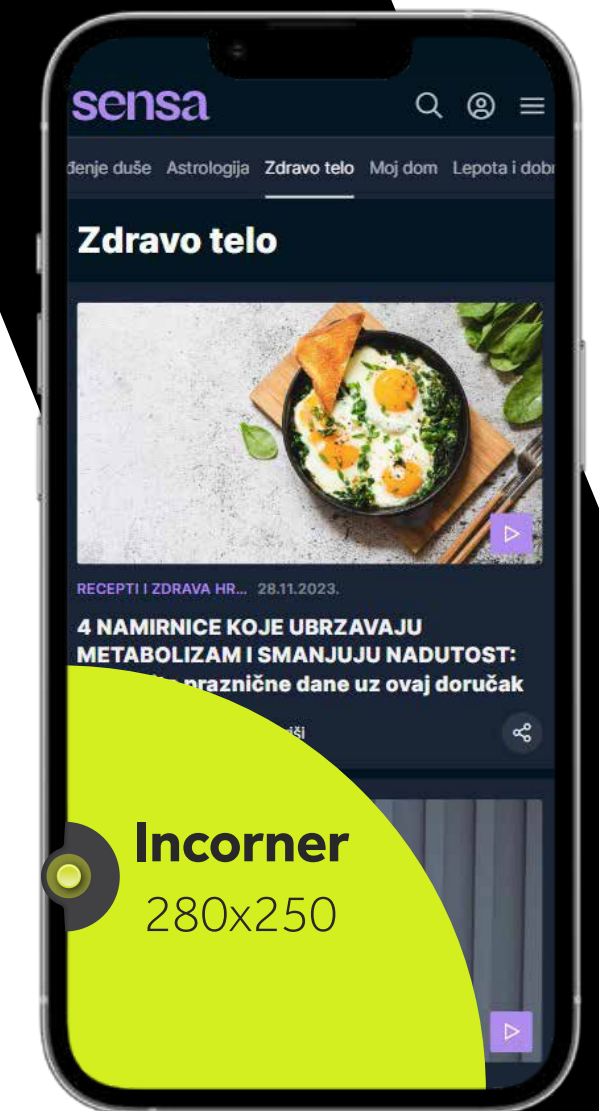 sensa
đenje duše Astrologija Zdravo telo Moj dom Lepota i dobr
Zdravo telo
RECEPTI I ZDRAVA HR... 28.11.2023.
4 NAMIRNICE KOJE UBRZAVAJU
METABOLIZAM I SMANJUJU NADUTOST:
praznične dane uz ovaj doručak
Incorner
280x250